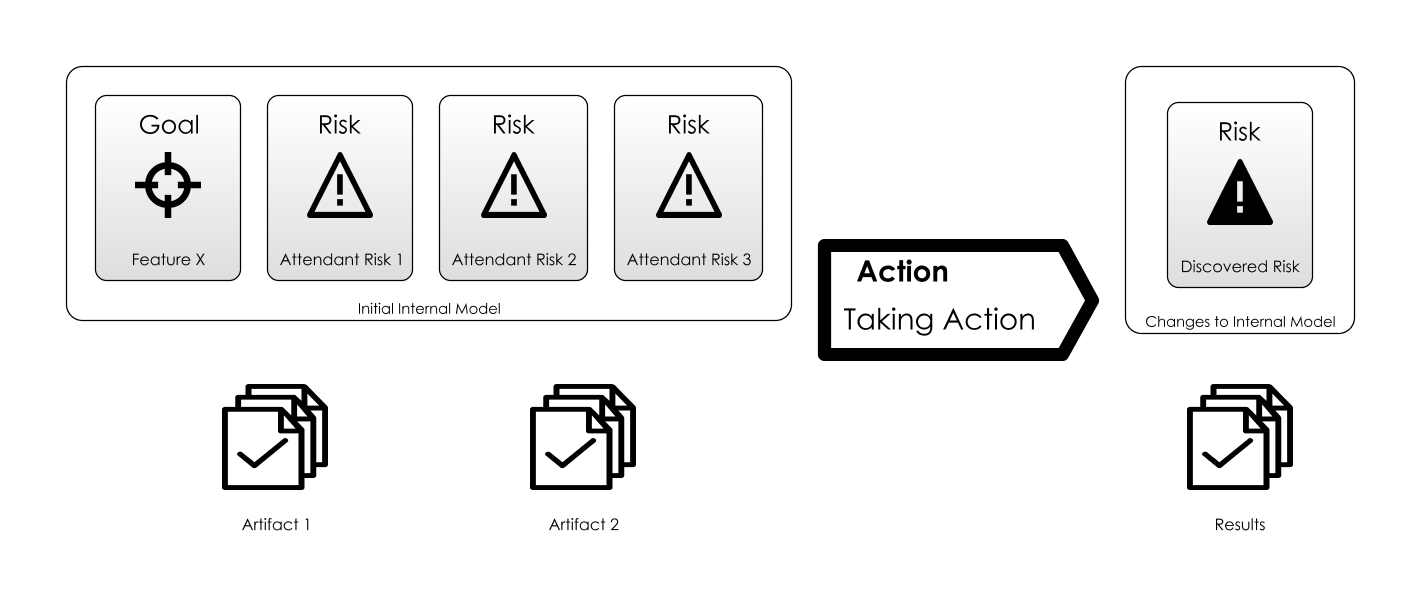 Goal
Risk
Risk
Risk
Feature X
Attendant Risk 1
Attendant Risk 2
Attendant Risk 3
Initial Internal Model
Action
Taking Action
Risk
Discovered Risk
Changes to Internal Model
Artifact 1
Artifact 2
Results